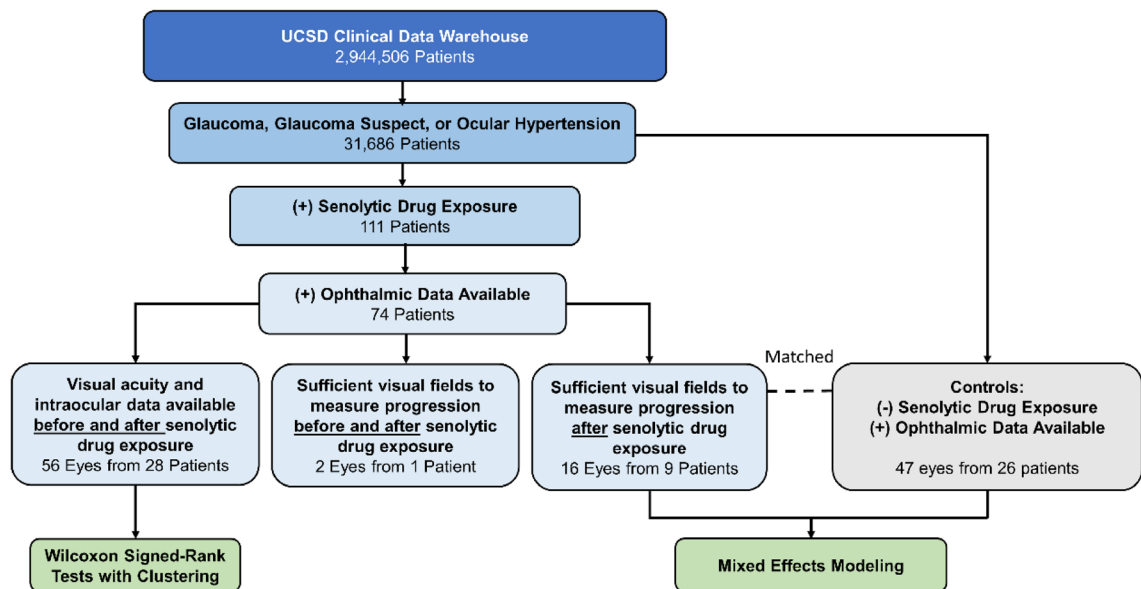 UCSD Clinical Data Warehouse
2,944,506 Patients
Glaucoma, Glaucoma Suspect, or Ocular Hypertension
31,686 Patients
(+) Senolytic Drug Exposure
111 Patients
(+) Ophthalmic Data Available
74 Patients
Visual acuity and
intraocular data available
before and after senolytic
drug exposure
56 Eyes from 28 Patients
Sufficient visual fields to
measure progression
before and after senolytic
drug exposure
2 Eyes from 1 Patient
Sufficient visual fields to
measure progression
after senolytic drug
exposure
16 Eyes from 9 Patients
Matched
Controls:
(-) Senolytic Drug Exposure
(+) Ophthalmic Data Available
47 eyes from 26 patients
Wilcoxon Signed-Rank
Tests with Clustering
Mixed Effects Modeling